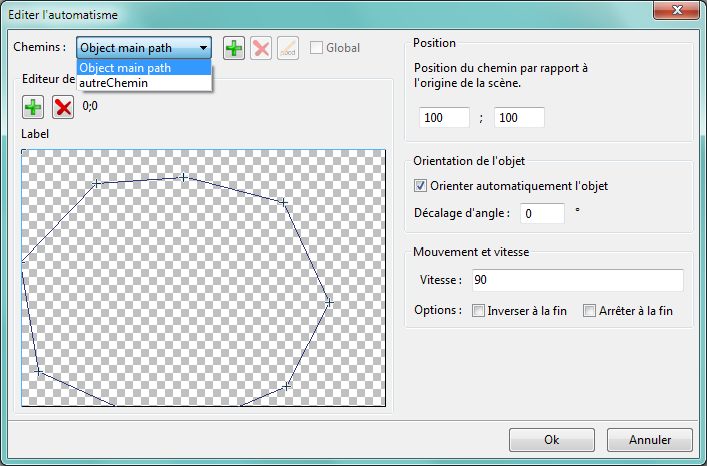 Editer l'automatisme
Chemins :
Object main path
Global
Object main path
autreChemin
Editeur de
0;0
Label
Position
Position du chemin par rapport à
l'origine de la scène.
100 ; 100
Orientation de l'objet
Orienter automatiquement l'objet
Décalage d'angle : 0 °
Mouvement et vitesse
Vitesse : 90
Options : Inverser à la fin Arrêter à la fin
Ok Annuler